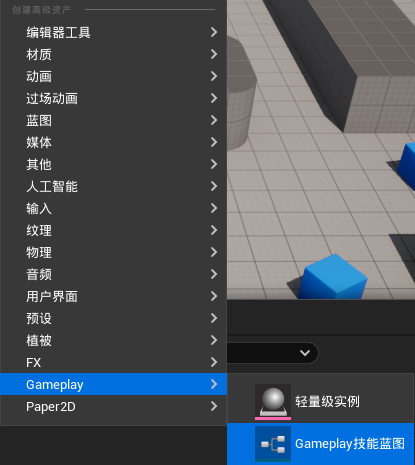 创建高级资产
编辑器工具
材质
动画
过场动画
蓝图
媒体
其他
人工智能
输入
纹理
物理
音频
用户界面
预设
植被
FX
Gameplay
Paper2D
轻量级实例
Gameplay技能蓝图